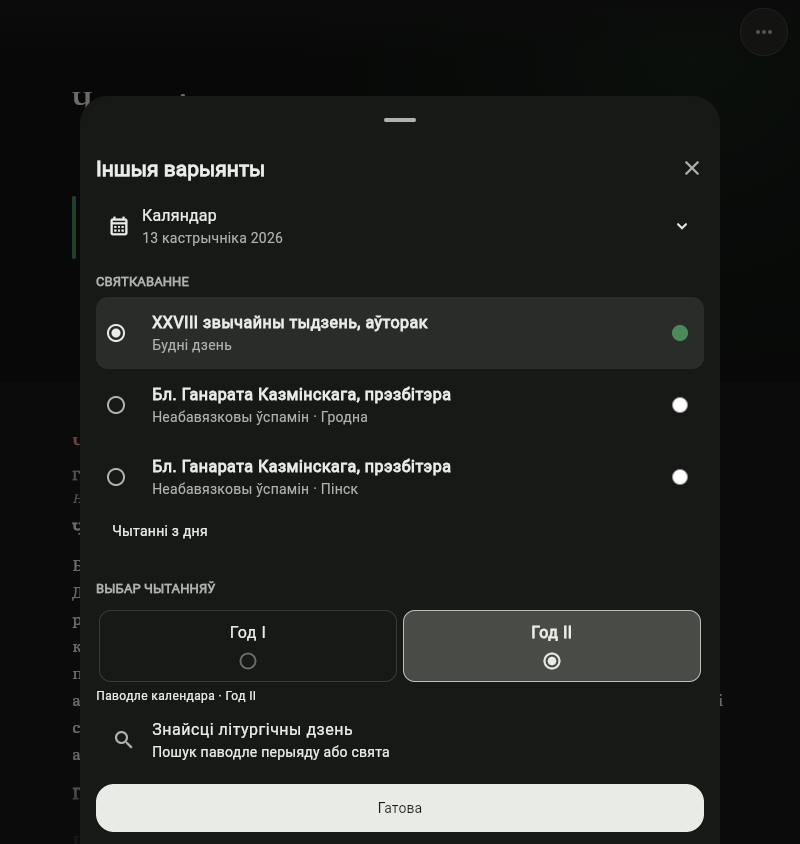 Іншыя варыянты
Каляндар
13 кастрычніка 2026
СВЯТКАВАННЕ
XXVIII звычайны тыдзень, аўторак
Будні дзень
Бл. Ганарата Казмінскага, прэзбітэра
Неабавязковы ўспамін · Гродна
Бл. Ганарата Казмінскага, прэзбітэра
Неабавязковы ўспамін · Пінск
Чытанні з дня
ВЫБАР ЧЫТАННЯЎ
Год I
Год II
Паводле календара · Год II
Знайсці літургічны дзень
Пошук паводле перыяду або свята
Гатова